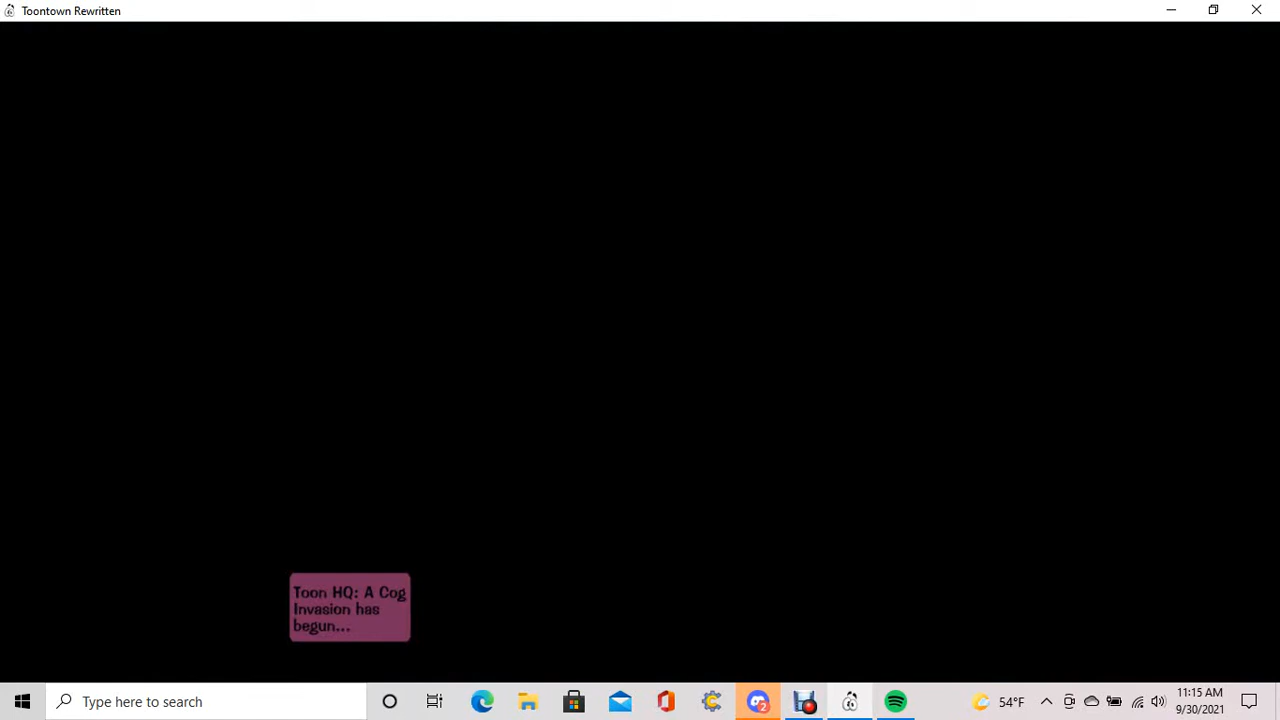 Toontown Rewritten
Toon HQ: A Cog
Invasion has
begun...
Type here to search
2
54°F
11:15 AM
9/30/2021